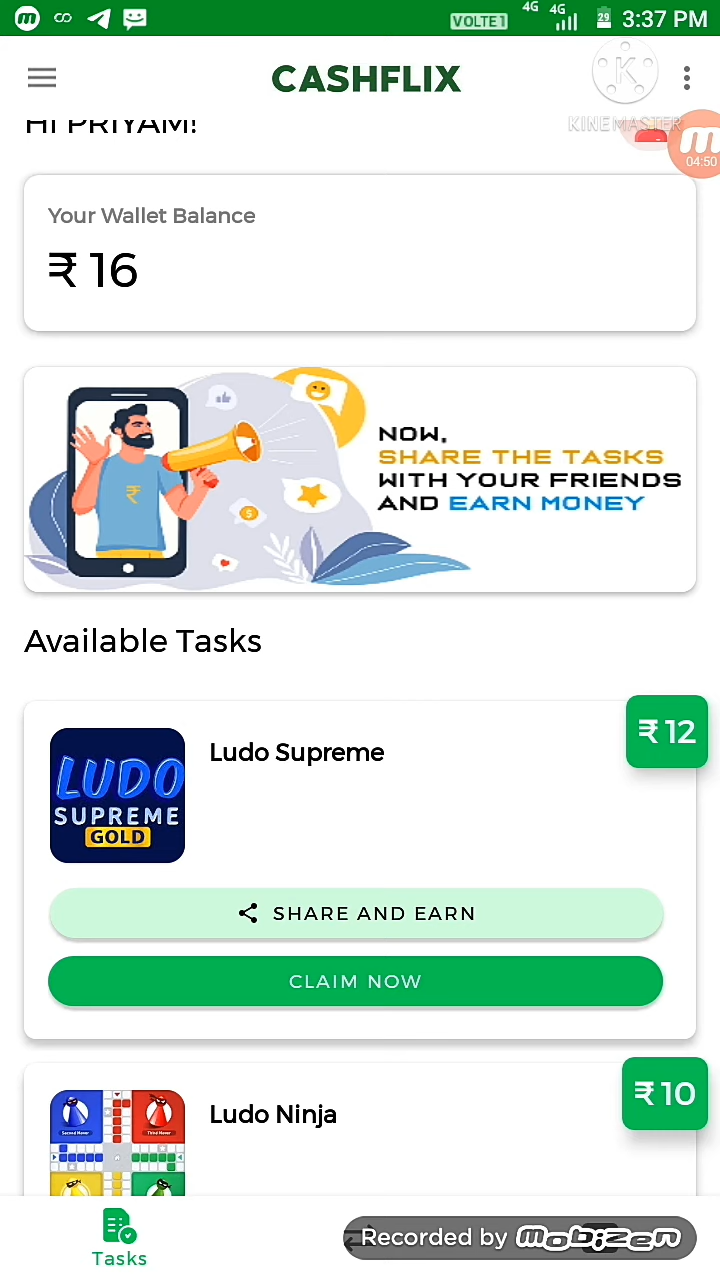 VOLTE1 4G 4G 29 3:37 PM
CASHFLIX
K
KINEMASTER
HI PRIYAM!
04:50
Your Wallet Balance
₹ 16
NOW,
SHARE THE TASKS
WITH YOUR FRIENDS
AND EARN MONEY
Available Tasks
₹ 12
Ludo Supreme
LUDO
SUPREME
GOLD
SHARE AND EARN
CLAIM NOW
₹ 10
Ludo Ninja
Tasks
Recorded by mobizen